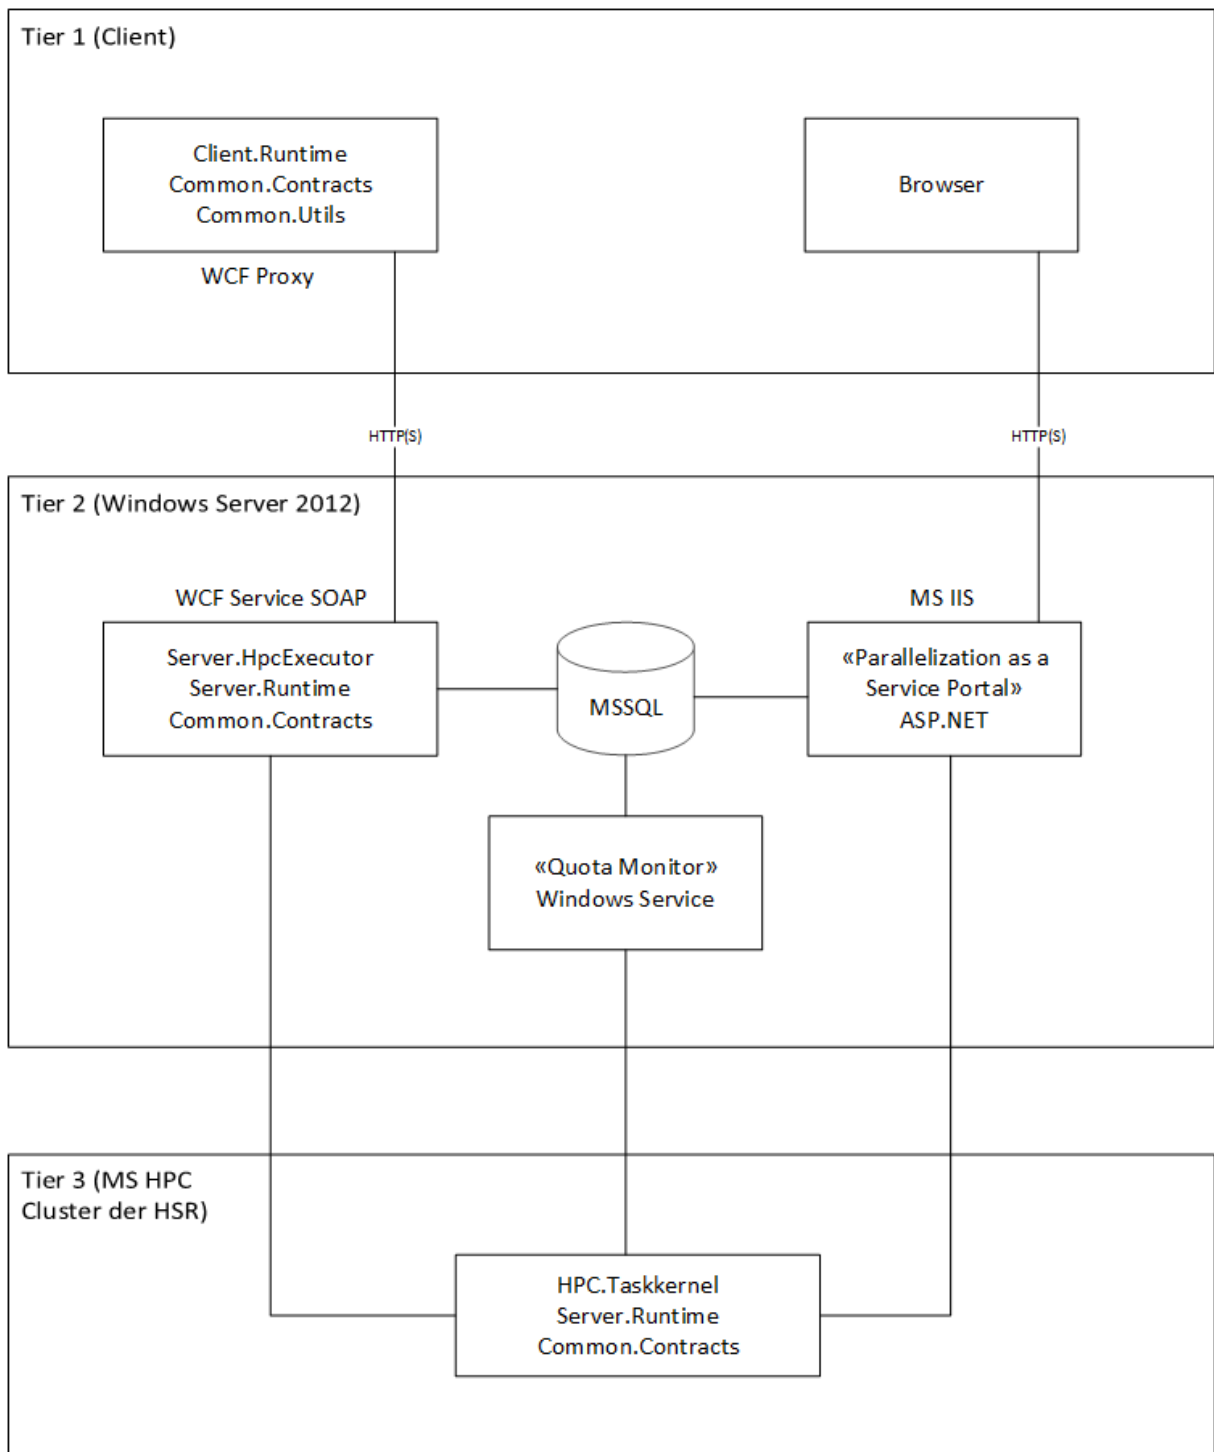 Tier 1 (Client)
Client.Runtime
Common.Contracts
Common.Utils
Browser
WCF Proxy
HTTP(S)
HTTP(S)
Tier 2 (Windows Server 2012)
WCF Service SOAP
MS IIS
Server.HpcExecutor
Server.Runtime
Common.Contracts
MSSQL
«Parallelization as a
Service Portal»
ASP.NET
«Quota Monitor»
Windows Service
Tier 3 (MS HPC
Cluster der HSR)
HPC.Taskkernel
Server.Runtime
Common.Contracts